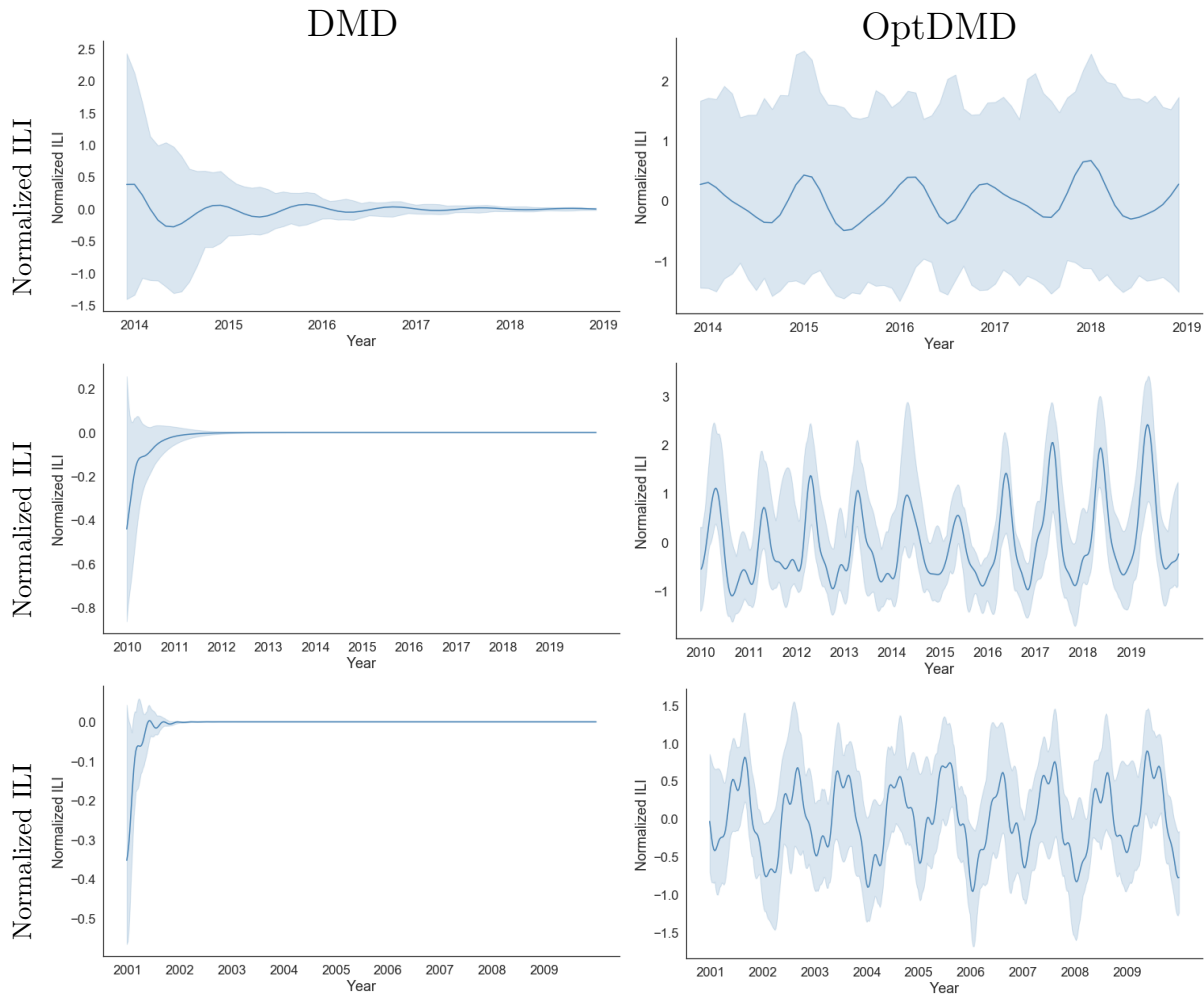 DMD
OptDMD
Normalized ILI
Normalized ILI
2.5
2.0
1.5
1.0
0.5
0.0
−0.5
−1.0
−1.5
2014 2015 2016 2017 2018 2019
Year
Normalized ILI
2
1
0
−1
2014 2015 2016 2017 2018 2019
Year
Normalized ILI
Normalized ILI
0.2
0.0
−0.2
−0.4
−0.6
−0.8
2010 2011 2012 2013 2014 2015 2016 2017 2018 2019
Year
Normalized ILI
3
2
1
0
−1
2010 2011 2012 2013 2014 2015 2016 2017 2018 2019
Year
Normalized ILI
Normalized ILI
0.0
−0.1
−0.2
−0.3
−0.4
−0.5
2001 2002 2003 2004 2005 2006 2007 2008 2009
Year
Normalized ILI
1.5
1.0
0.5
0.0
−0.5
−1.0
−1.5
2001 2002 2003 2004 2005 2006 2007 2008 2009
Year